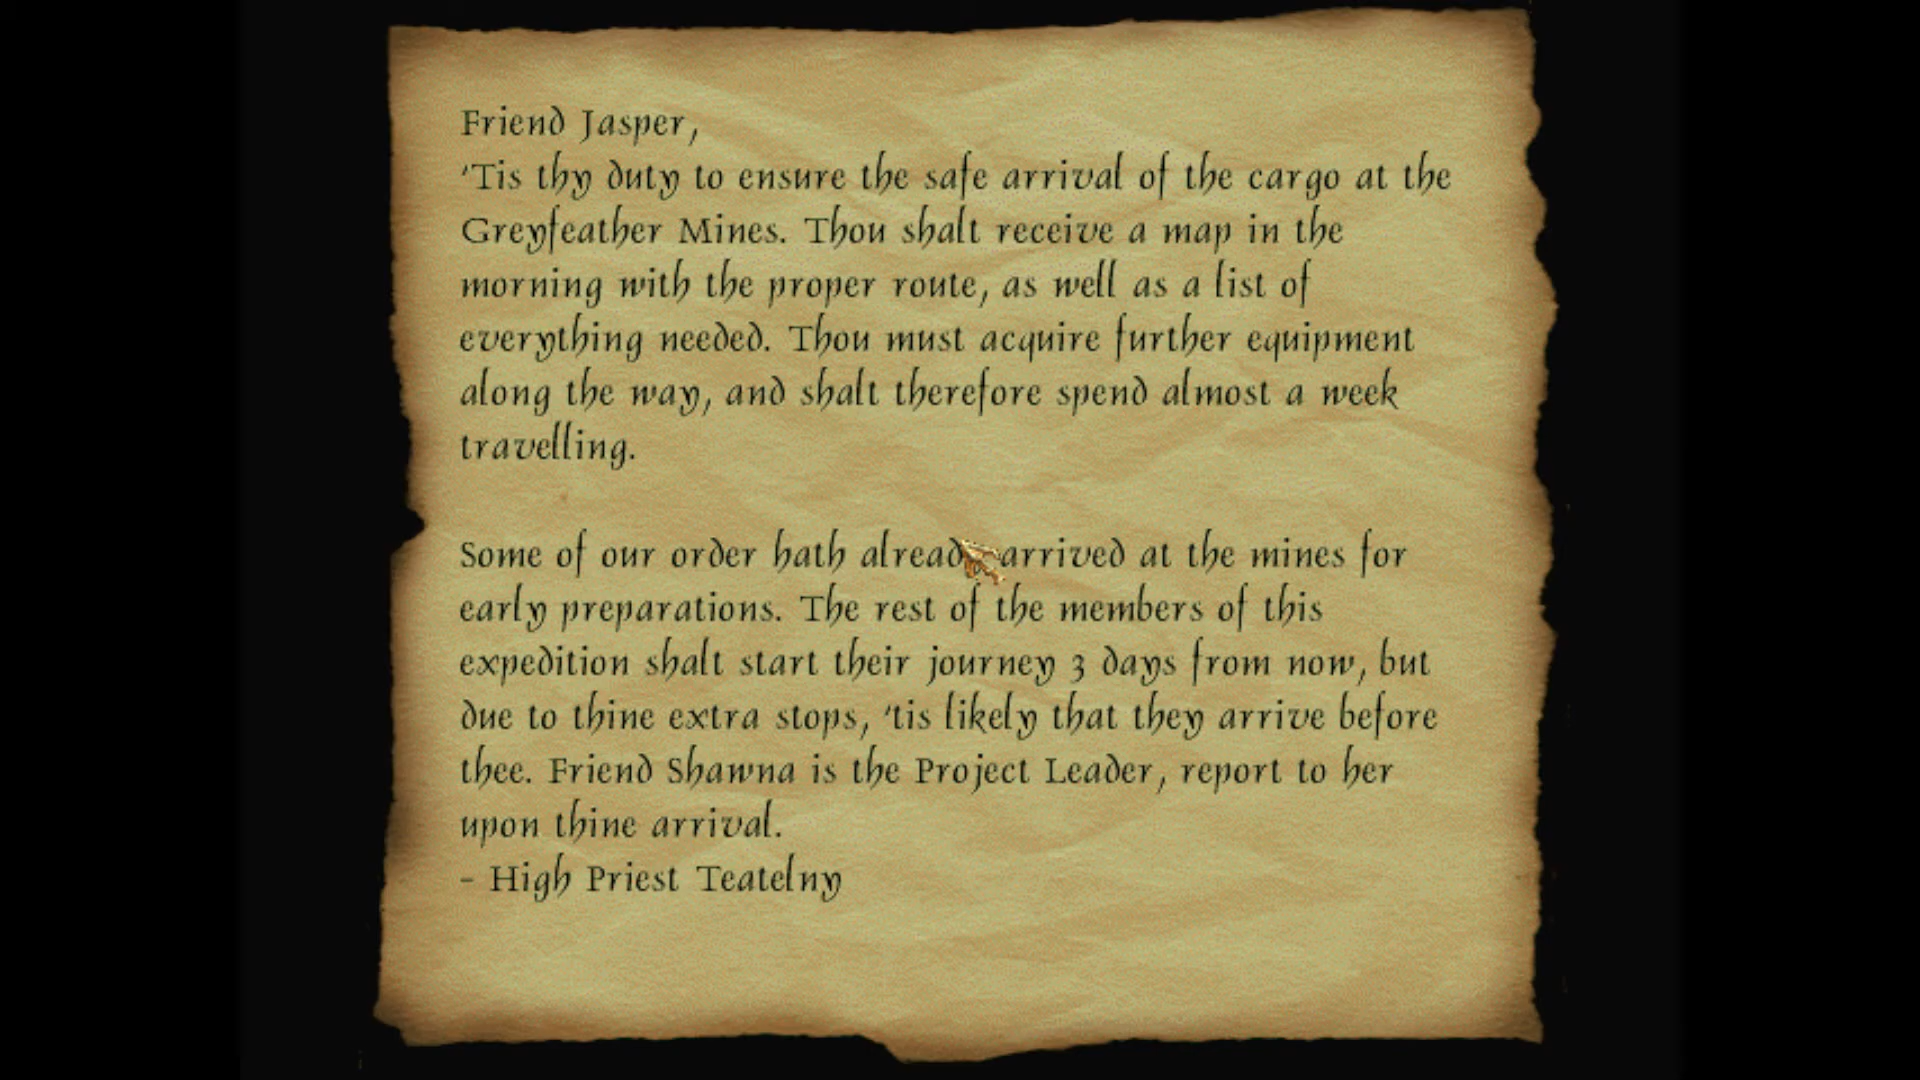 Friend Jasper,
'Tis thy duty to ensure the safe arrival of the cargo at the
Greyfeather Mines. Thou shalt receive a map in the
morning with the proper route, as well as a list of
everything needed. Thou must acquire further equipment
along the way, and shalt therefore spend almost a week
travelling.
Some of our order hath already arrived at the mines for
early preparations. The rest of the members of this
expedition shalt start their journey 3 days from now, but
due to thine extra stops, 'tis likely that they arrive before
thee. Friend Shawna is the Project Leader, report to her
upon thine arrival.
- High Priest Teatelny